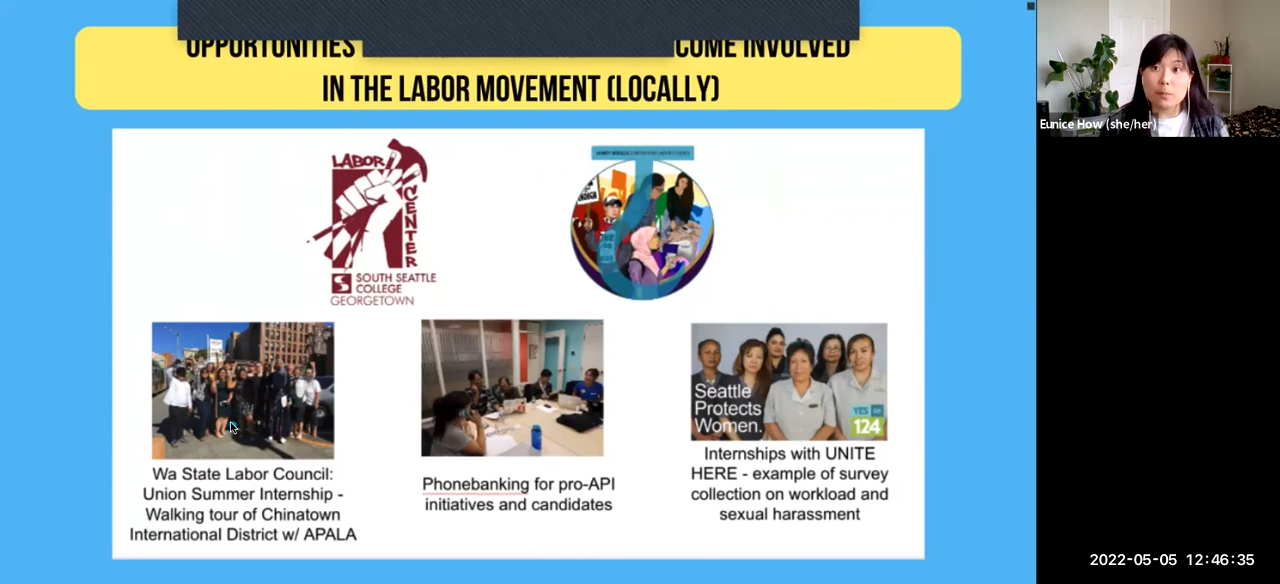 OPPORTUNITIES COME INVOLVED
IN THE LABOR MOVEMENT (LOCALLY)
Eunice How (she/her)
LABOR
CENTER
SOUTH SEATTLE
COLLEGE
GEORGETOWN
Seattle
Protects
Women.
YES ON
124
Wa State Labor Council:
Union Summer Internship -
Walking tour of Chinatown
International District w/ APALA
Phonebanking for pro-API
initiatives and candidates
Internships with UNITE
HERE - example of survey
collection on workload and
sexual harassment
2022-05-05 12:46:35